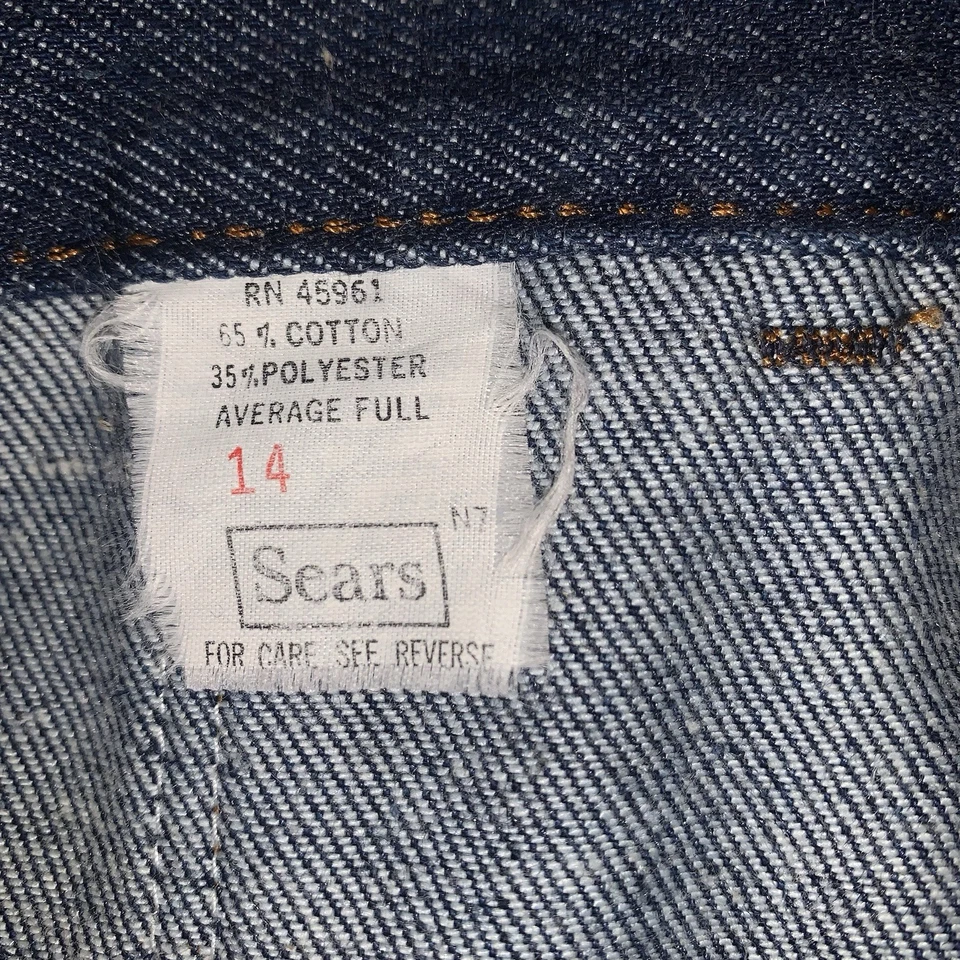 RN 45961
65% COTTON
35% POLYESTER
AVERAGE FULL
14
N7
Sears
FOR CARE SEE REVERSE